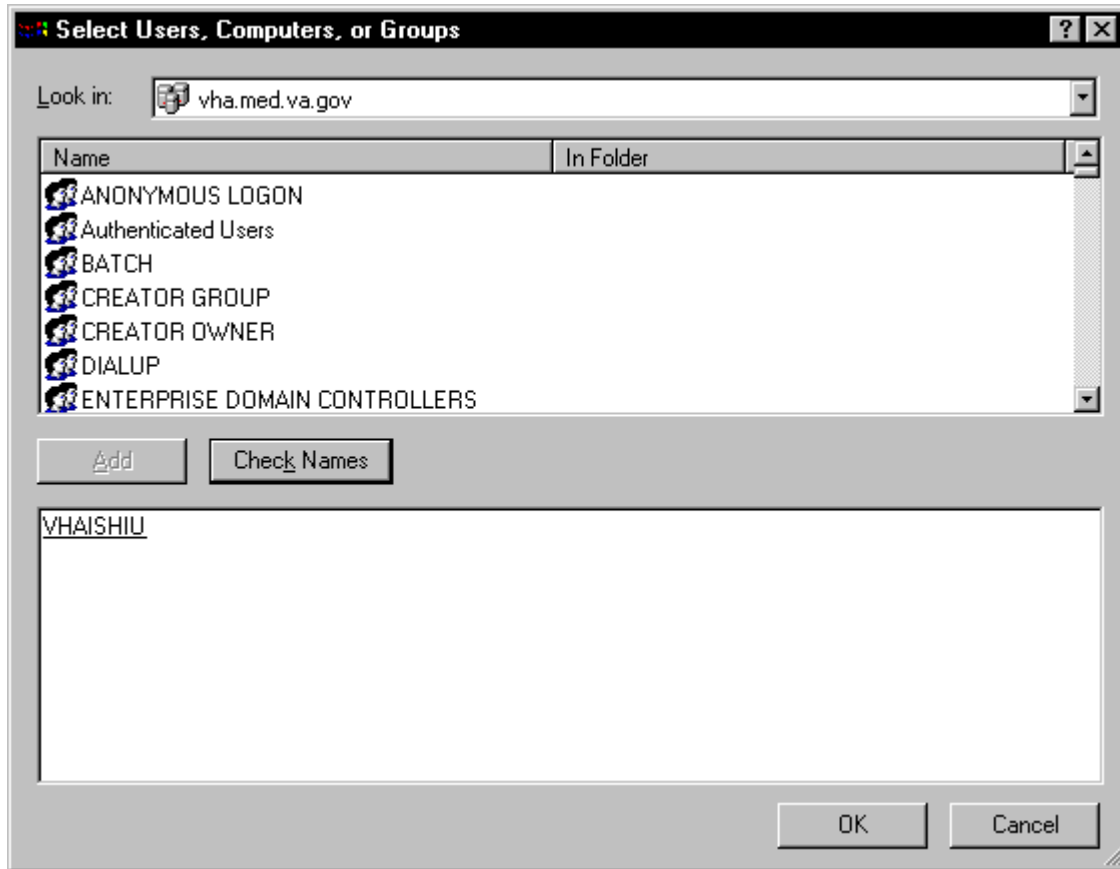 Select Users, Computers, or Groups
Look in: vha.med.va.gov
Name In Folder
ANONYMOUS LOGON
Authenticated Users
BATCH
CREATOR GROUP
CREATOR OWNER
DIALUP
ENTERPRISE DOMAIN CONTROLLERS
Add Check Names
VHAISHIU
OK Cancel